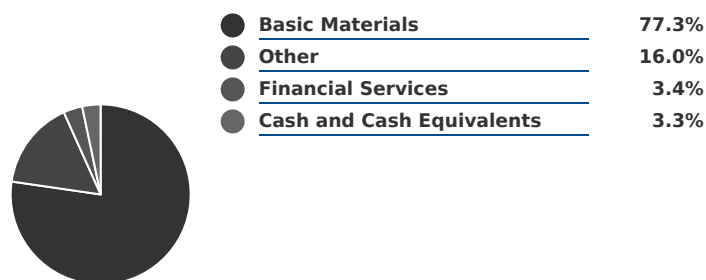 Basic Materials 77.3%
Other 16.0%
Financial Services 3.4%
Cash and Cash Equivalents 3.3%